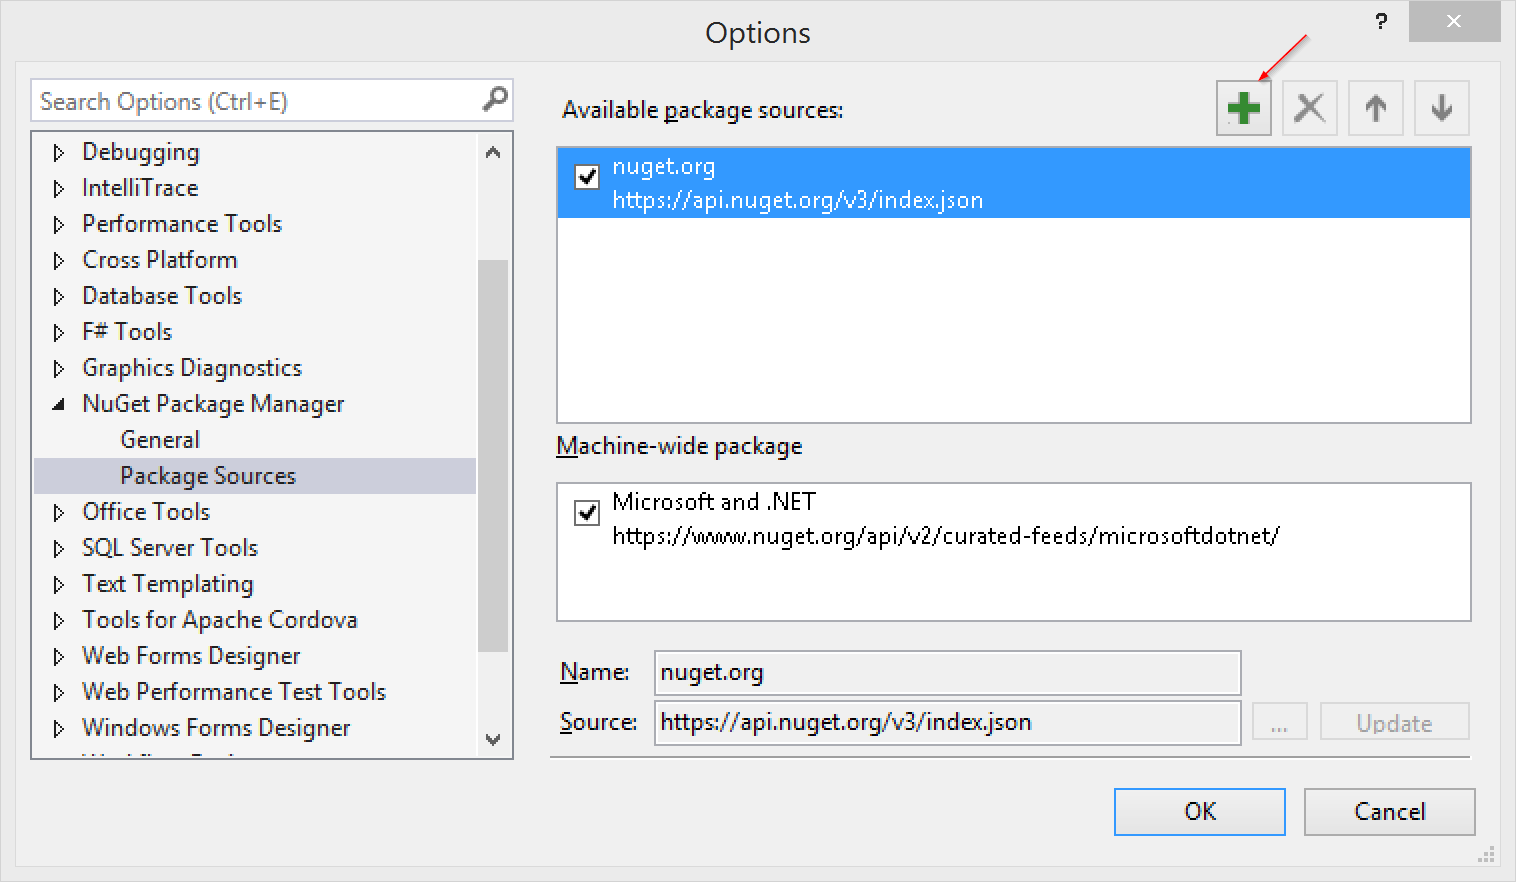 Options
?
Search Options (Ctrl+E)
Debugging
IntelliTrace
Performance Tools
Cross Platform
Database Tools
F# Tools
Graphics Diagnostics
NuGet Package Manager
General
Package Sources
Office Tools
SQL Server Tools
Text Templating
Tools for Apache Cordova
Web Forms Designer
Web Performance Test Tools
Windows Forms Designer
Available package sources:
nuget.org
https://api.nuget.org/v3/index.json
Machine-wide package
Microsoft and .NET
https://www.nuget.org/api/v2/curated-feeds/microsoftdotnet/
Name: nuget.org
Source: https://api.nuget.org/v3/index.json ... Update
OK Cancel